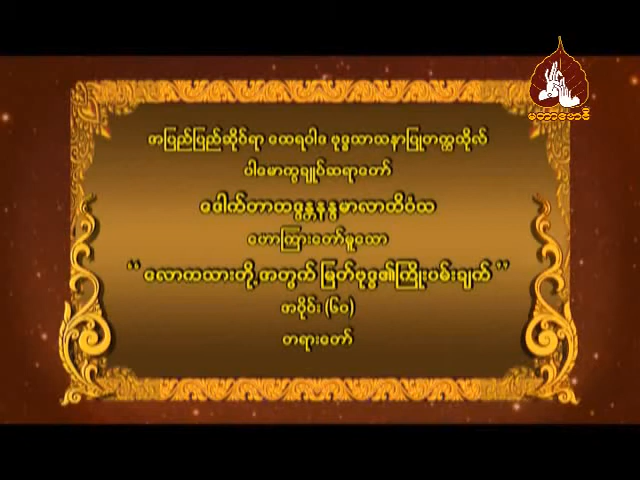 မဟာဗောဓိ
အပြည်ပြည်ဆိုင်ရာ ထေရဝါဒ ဗုဒ္ဓသာသနာပြုတက္ကသိုလ်
ပါမောက္ခချုပ်ဆရာတော်
ဒေါက်တာဘဒ္ဒန္တနန္ဒမာလာဘိဝံသ
ဟောကြားတော်မူသော
“ လောကသားတို့ အတွက် မြတ်ဗုဒ္ဓ၏ကြိုးပမ်းချက် ”
အပိုင်း (၆၀)
တရားတော်